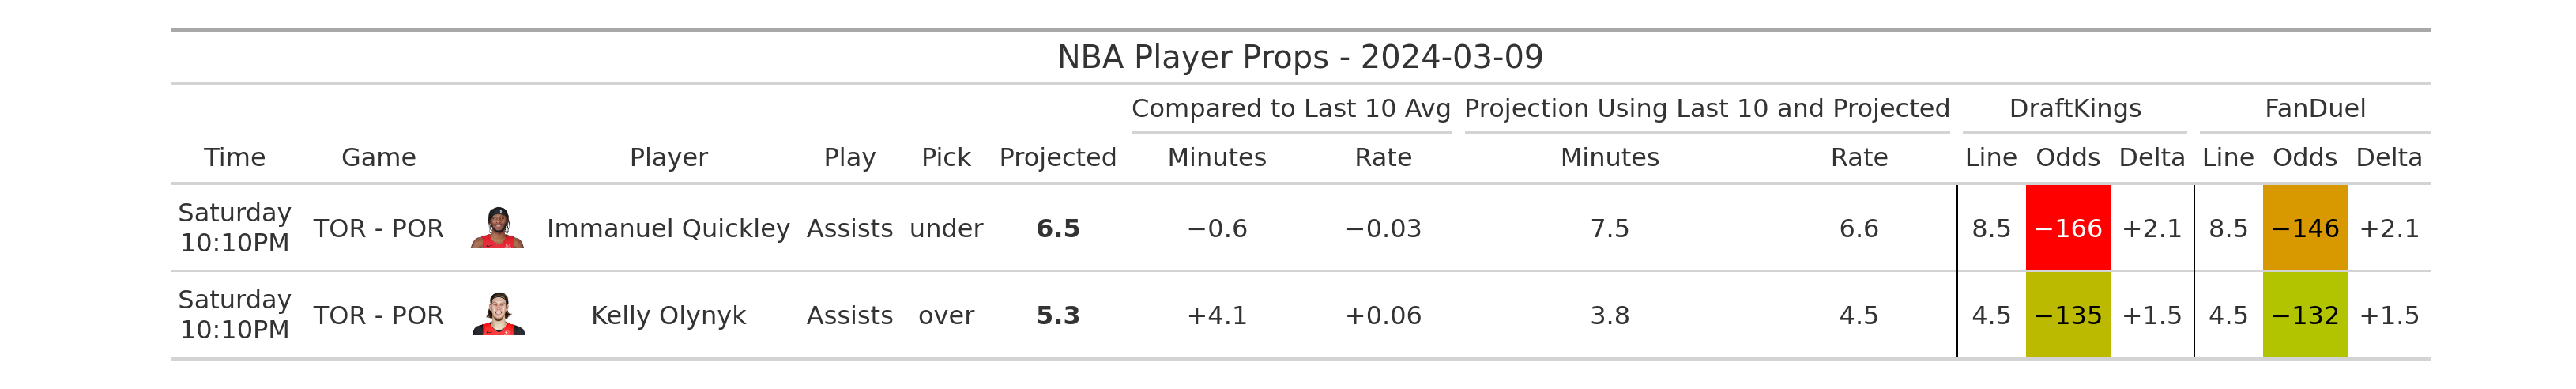 NBA Player Props - 2024-03-09
Compared to Last 10 Avg Projection Using Last 10 and Projected DraftKings FanDuel
Time Game Player Play Pick Projected Minutes Rate Minutes Rate Line Odds Delta Line Odds Delta
Saturday
10:10PM TOR - POR Immanuel Quickley Assists under 6.5 −0.6 −0.03 7.5 6.6 8.5 −166 +2.1 8.5 −146 +2.1
Saturday
10:10PM TOR - POR Kelly Olynyk Assists over 5.3 +4.1 +0.06 3.8 4.5 4.5 −135 +1.5 4.5 −132 +1.5